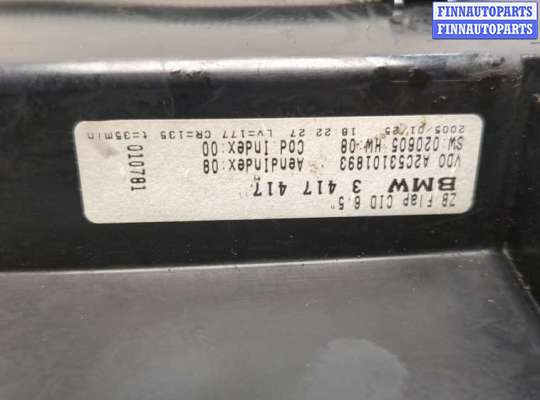 FINNAUTOPARTS
FINNAUTOPARTS
ZB Flap CID 6.5"
BMW 3 417 417
VDO A2C53101893 AendIndex:08
SW:020605 HW:08 Cod Index:00
2005/01/25 18:22:27 LV=177 CR=135 t=35min
010781